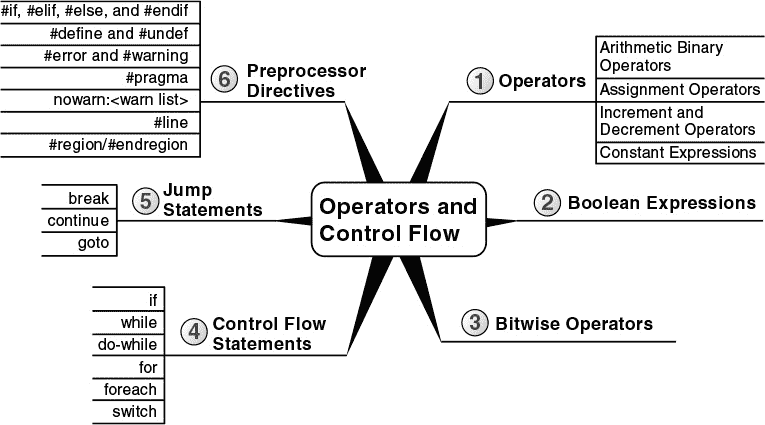 Operators and
Control Flow
1 Operators
Arithmetic Binary
Operators
Assignment Operators
Increment and
Decrement Operators
Constant Expressions
2 Boolean Expressions
3 Bitwise Operators
4 Control Flow
Statements
if
while
do-while
for
foreach
switch
5 Jump
Statements
break
continue
goto
6 Preprocessor
Directives
#if, #elif, #else, and #endif
#define and #undef
#error and #warning
#pragma
nowarn:<warn list>
#line
#region/#endregion